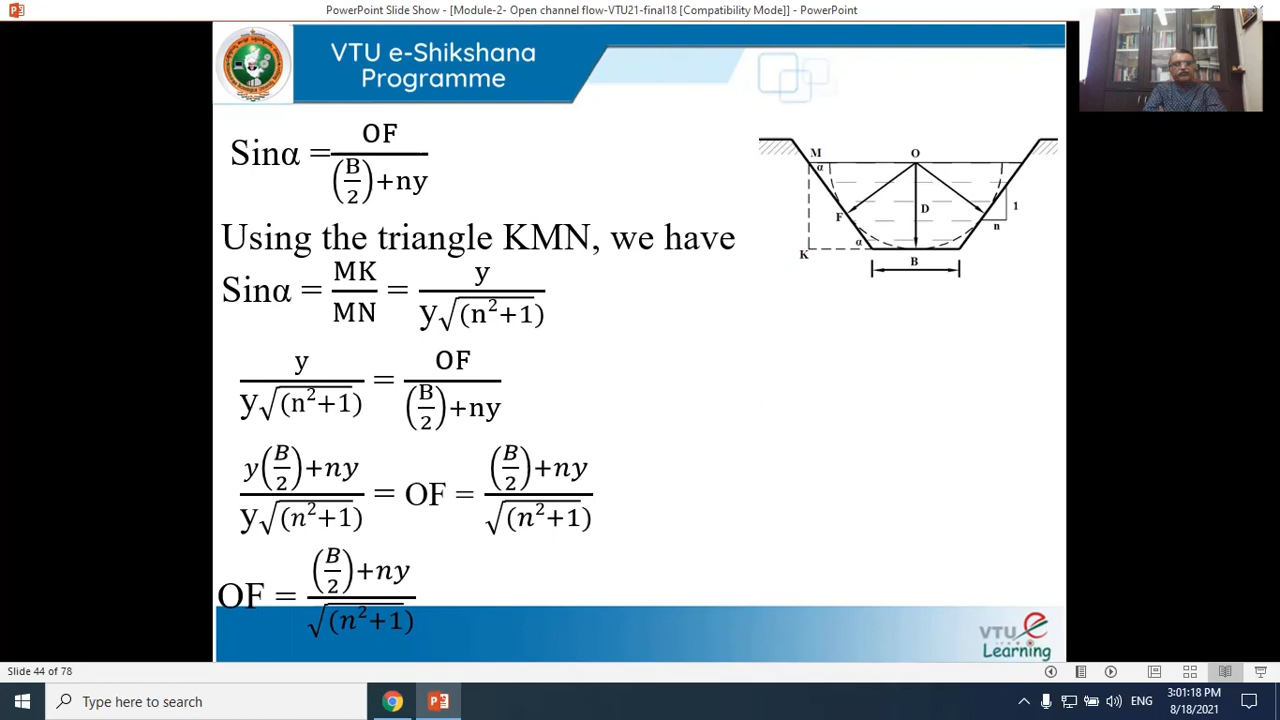 PowerPoint Slide Show - [Module-2- Open channel flow-VTU21-final18 [Compatibility Mode]] - PowerPoint
VTU e-Shikshana
Programme
Sinα = OF/((B/2)+ny)
Using the triangle KMN, we have
Sinα = MK/MN = y/(y√(n²+1))
y/(y√(n²+1)) = OF/((B/2)+ny)
y(B/2)+ny/(y√(n²+1)) = OF = (B/2)+ny/(√(n²+1))
OF = (B/2)+ny/(√(n²+1))
M
O
α
F
D
1
n
α
K
B
VTU e
Learning
Slide 44 of 78
Type here to search
ENG
3:01:18 PM
8/18/2021